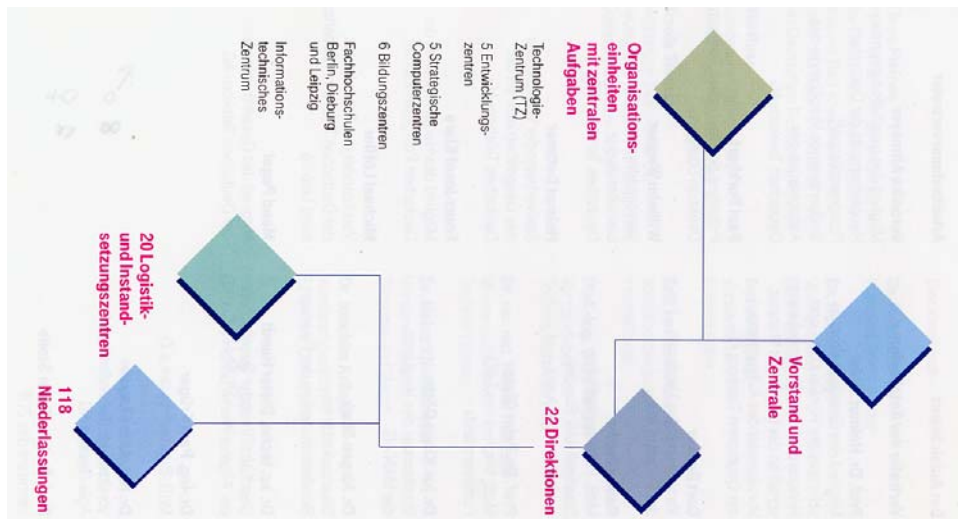 Vorstand und
Zentrale
Organisations-
einheiten
mit zentralen
Aufgaben
Technologie-
Zentrum (TZ)
5 Entwicklungs-
zentren
5 Strategische
Computerzentren
6 Bildungszentren
Fachhochschulen
Berlin, Dieburg
und Leipzig
Informations-
technisches
Zentrum
22 Direktionen
20 Logistik-
und Instand-
setzungszentren
118
Niederlassungen